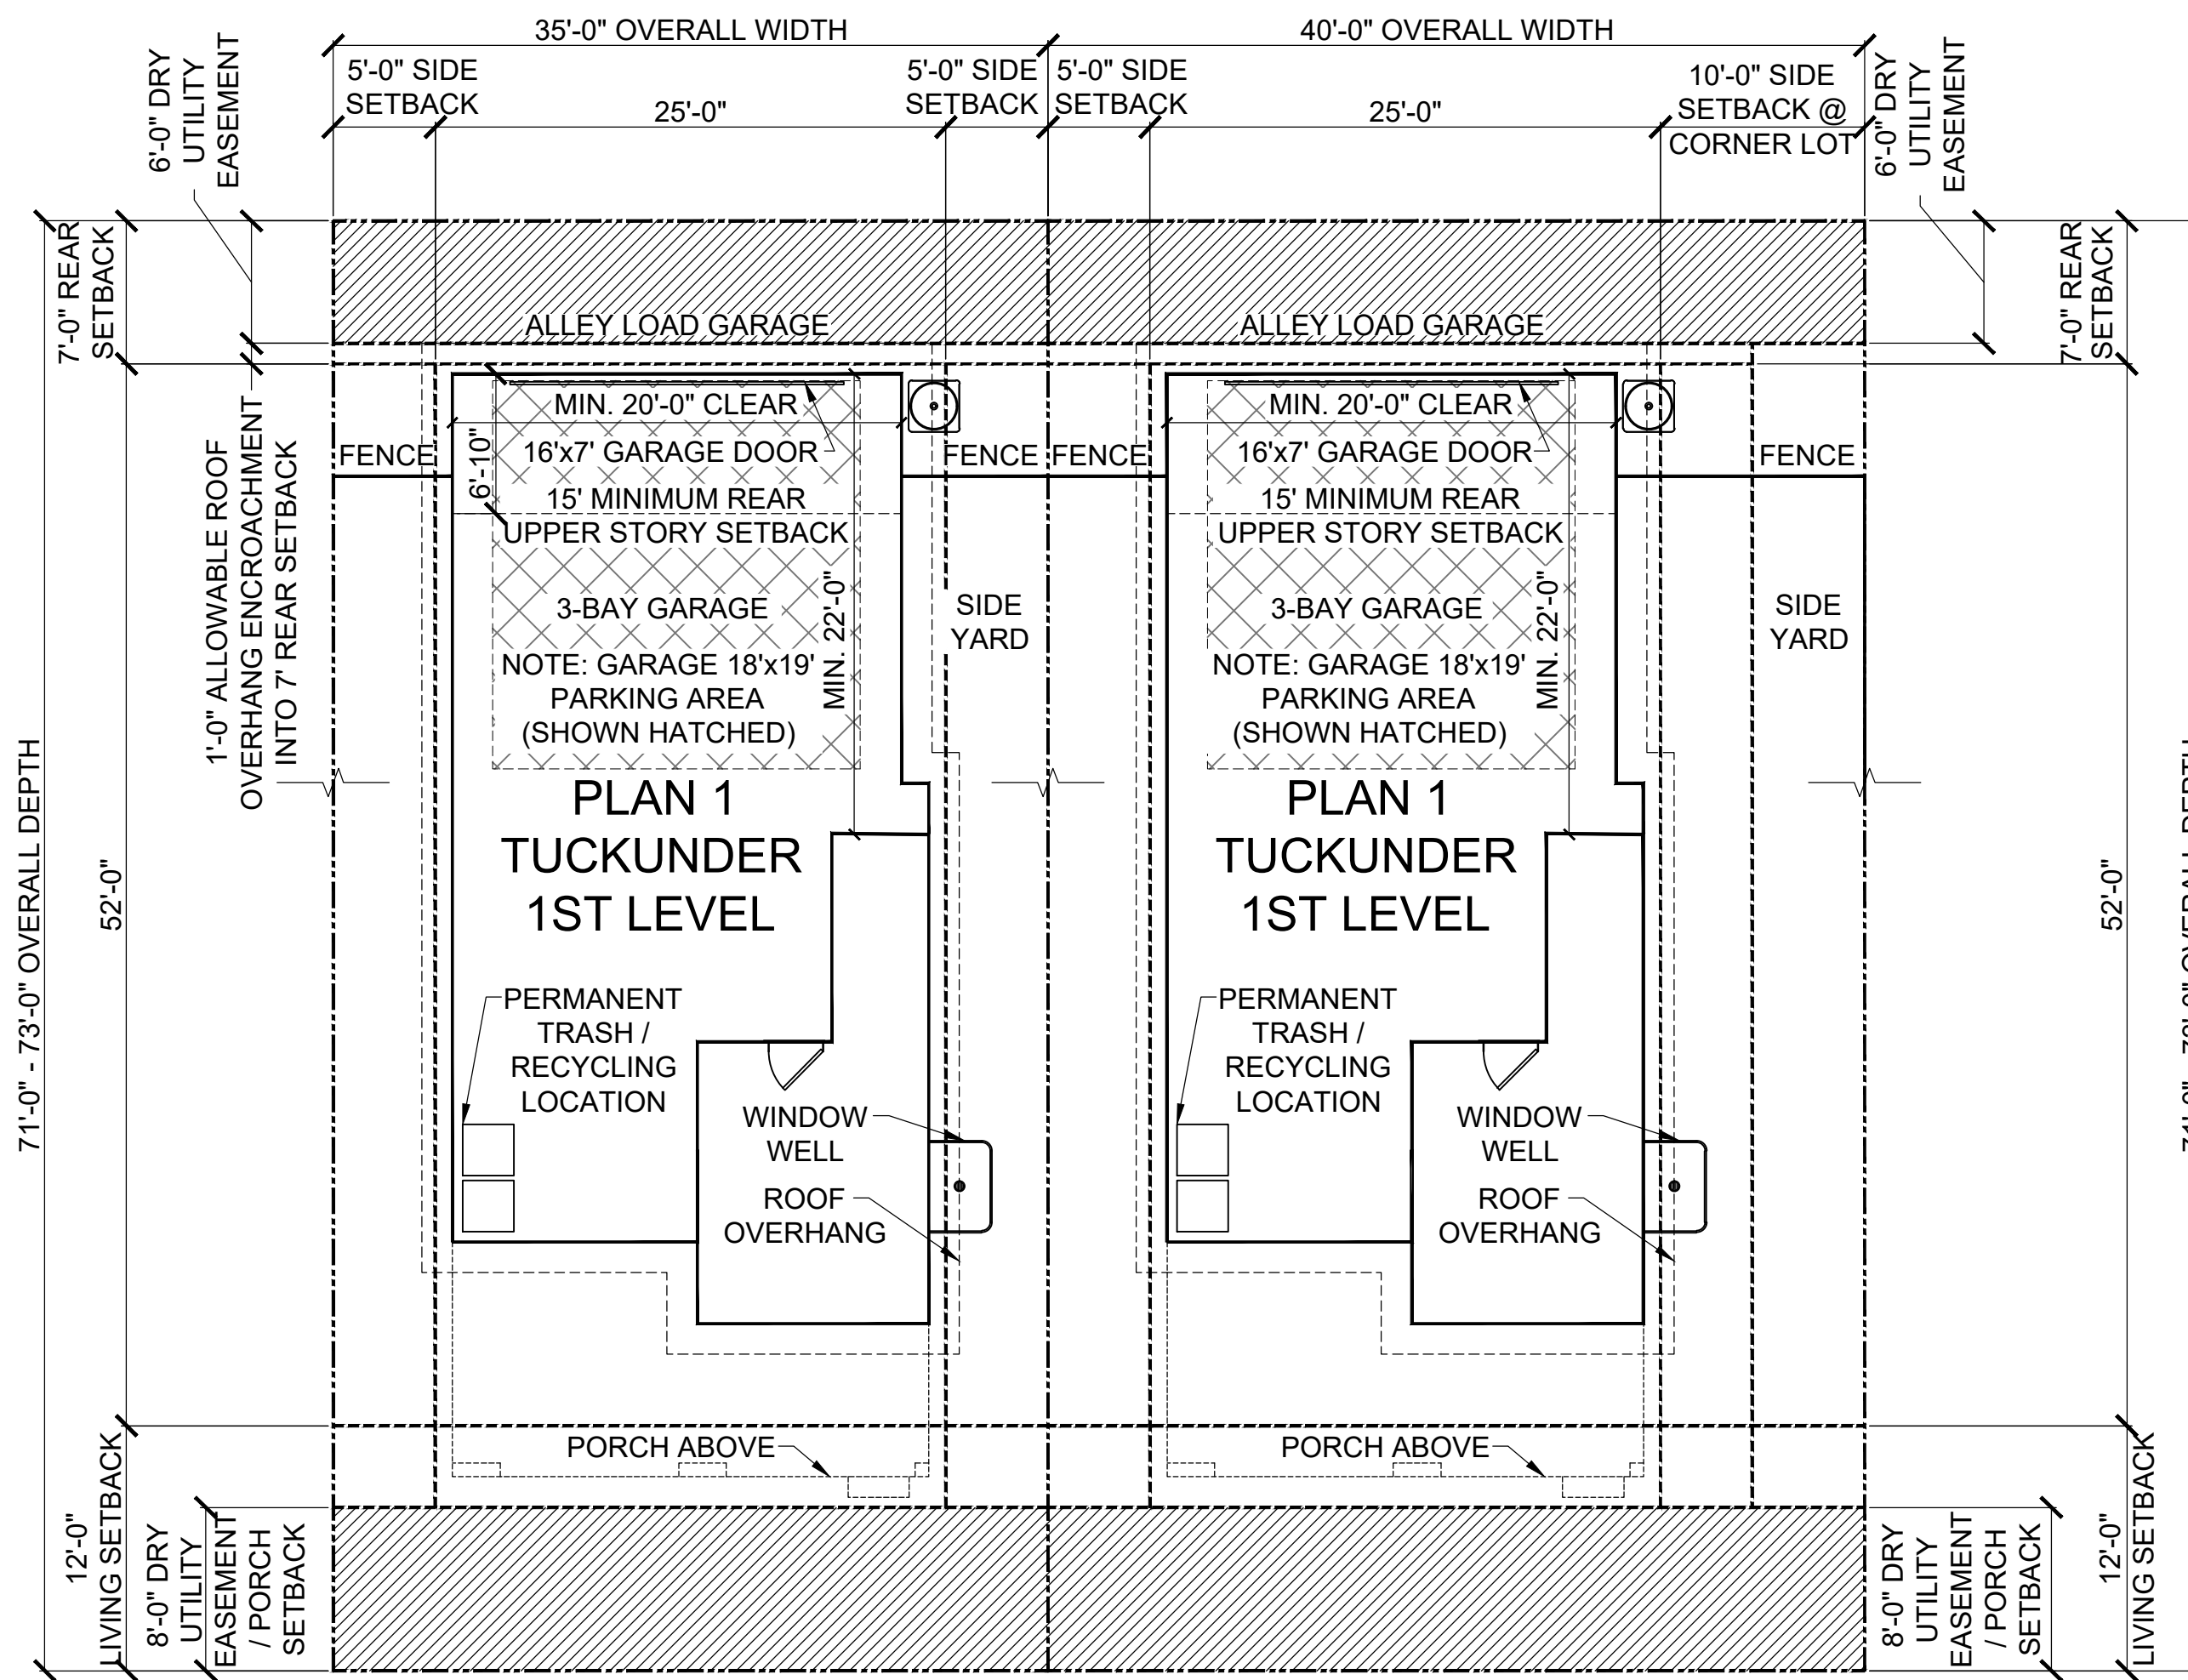 35'-0" OVERALL WIDTH
40'-0" OVERALL WIDTH
6'-0" DRY
UTILITY
EASEMENT
5'-0" SIDE
SETBACK
25'-0"
5'-0" SIDE
SETBACK
5'-0" SIDE
SETBACK
25'-0"
10'-0" SIDE
SETBACK @
CORNER LOT
6'-0" DRY
UTILITY
EASEMENT
7'-0" REAR
SETBACK
7'-0" REAR
SETBACK
ALLEY LOAD GARAGE
ALLEY LOAD GARAGE
1'-0" ALLOWABLE ROOF
OVERHANG ENCROACHMENT
INTO 7' REAR SETBACK
FENCE
6'-10"
MIN. 20'-0" CLEAR
16'x7' GARAGE DOOR
15' MINIMUM REAR
UPPER STORY SETBACK
3-BAY GARAGE
MIN. 22'-0"
NOTE: GARAGE 18'x19'
PARKING AREA
(SHOWN HATCHED)
PLAN 1
TUCKUNDER
1ST LEVEL
PERMANENT
TRASH /
RECYCLING
LOCATION
WINDOW
WELL
ROOF
OVERHANG
PORCH ABOVE
FENCE
SIDE
YARD
FENCE
MIN. 20'-0" CLEAR
16'x7' GARAGE DOOR
15' MINIMUM REAR
UPPER STORY SETBACK
3-BAY GARAGE
MIN. 22'-0"
NOTE: GARAGE 18'x19'
PARKING AREA
(SHOWN HATCHED)
PLAN 1
TUCKUNDER
1ST LEVEL
PERMANENT
TRASH /
RECYCLING
LOCATION
WINDOW
WELL
ROOF
OVERHANG
PORCH ABOVE
FENCE
SIDE
YARD
71'-0" - 73'-0" OVERALL DEPTH
52'-0"
52'-0"
12'-0"
LIVING SETBACK
8'-0" DRY
UTILITY
EASEMENT
/ PORCH
SETBACK
8'-0" DRY
UTILITY
EASEMENT
/ PORCH
SETBACK
12'-0"
LIVING SETBACK